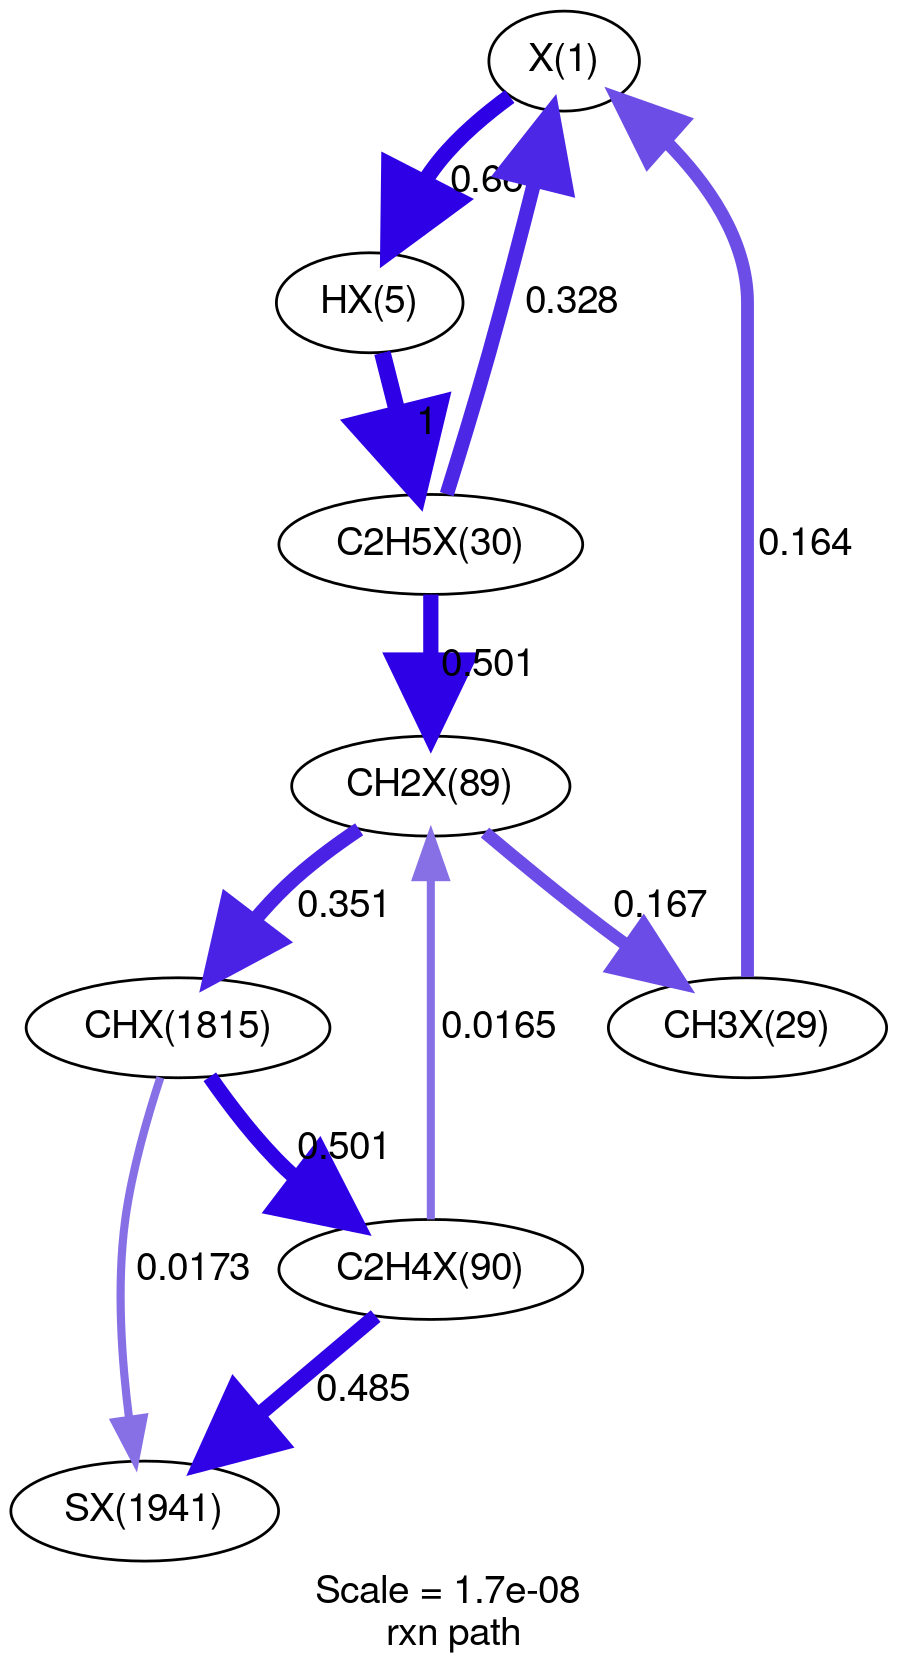 X(1)
HX(5)
0.328
1
C2H5X(30)
0.164
0.501
CH2X(89)
0.351
0.167
CHX(1815)
0.0165
CH3X(29)
0.501
0.0173
C2H4X(90)
0.485
SX(1941)
Scale = 1.7e-08
rxn path